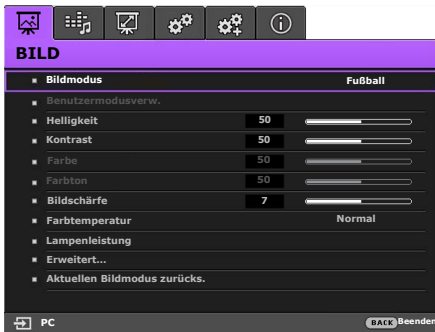 BILD
Bildmodus Fußball
Benutzermodusverw.
Helligkeit 50
Kontrast 50
Farbe 50
Farbton 50
Bildschärfe 7
Farbtemperatur Normal
Lampenleistung
Erweitert...
Aktuellen Bildmodus zurücks.
PC BACK Beenden